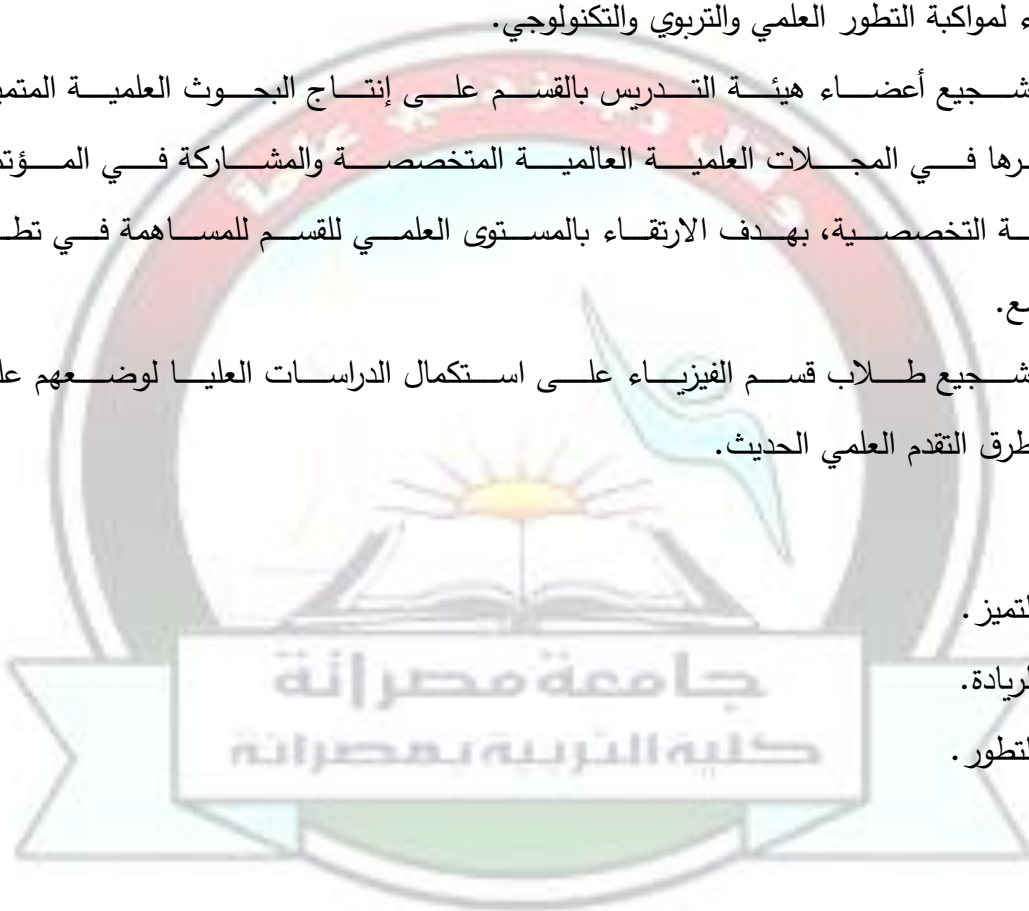 ء لمواكبة التطور العلمي والتربوي والتكنولوجي.
شجيع أعضاء هيئة التدريس بالقسم على إنتاج البحوث العلمية المتمي
رها في المجلات العلمية العالمية المتخصصة والمشاركة في المؤت
ة التخصصية، بهدف الارتقاء بالمستوى العلمي للقسم للمساهمة في تط
ع.
شجيع طلاب قسم الفيزياء على استكمال الدراسات العليا لوضعهم عل
طرق التقدم العلمي الحديث.
لتميز.
جامعة مصراتة
لريادة.
كلية التربية بمصراتة
لتطور.